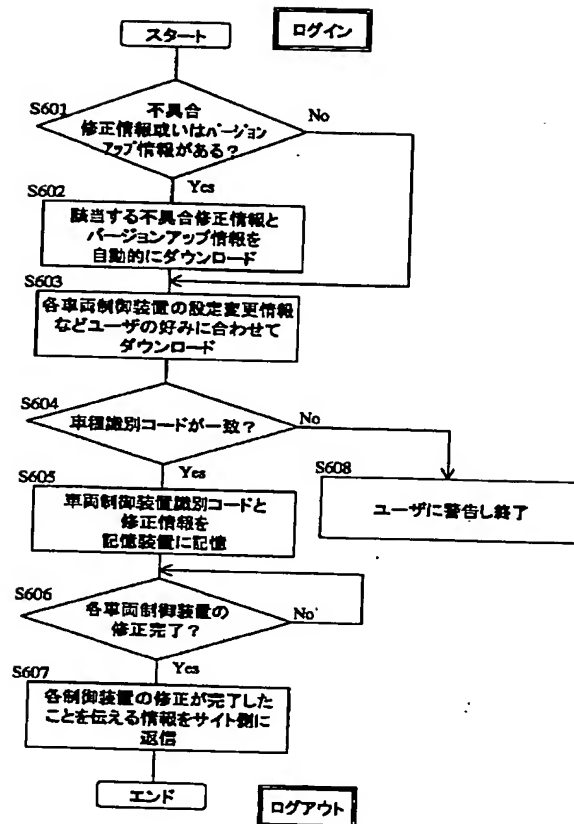 スタート
ログイン
S601
不具合
修正情報或いはバージョン
アップ情報がある?
No
Yes
S602
該当する不具合修正情報と
バージョンアップ情報を
自動的にダウンロード
S603
各車両制御装置の設定変更情報
などユーザの好みに合わせて
ダウンロード
S604
車種識別コードが一致?
No
Yes
S605
車両制御装置識別コードと
修正情報を
記憶装置に記憶
S608
ユーザに警告し終了
S606
各車両制御装置の
修正完了?
No
Yes
S607
各制御装置の修正が完了した
ことを伝える情報をサイト側に
返信
エンド
ログアウト